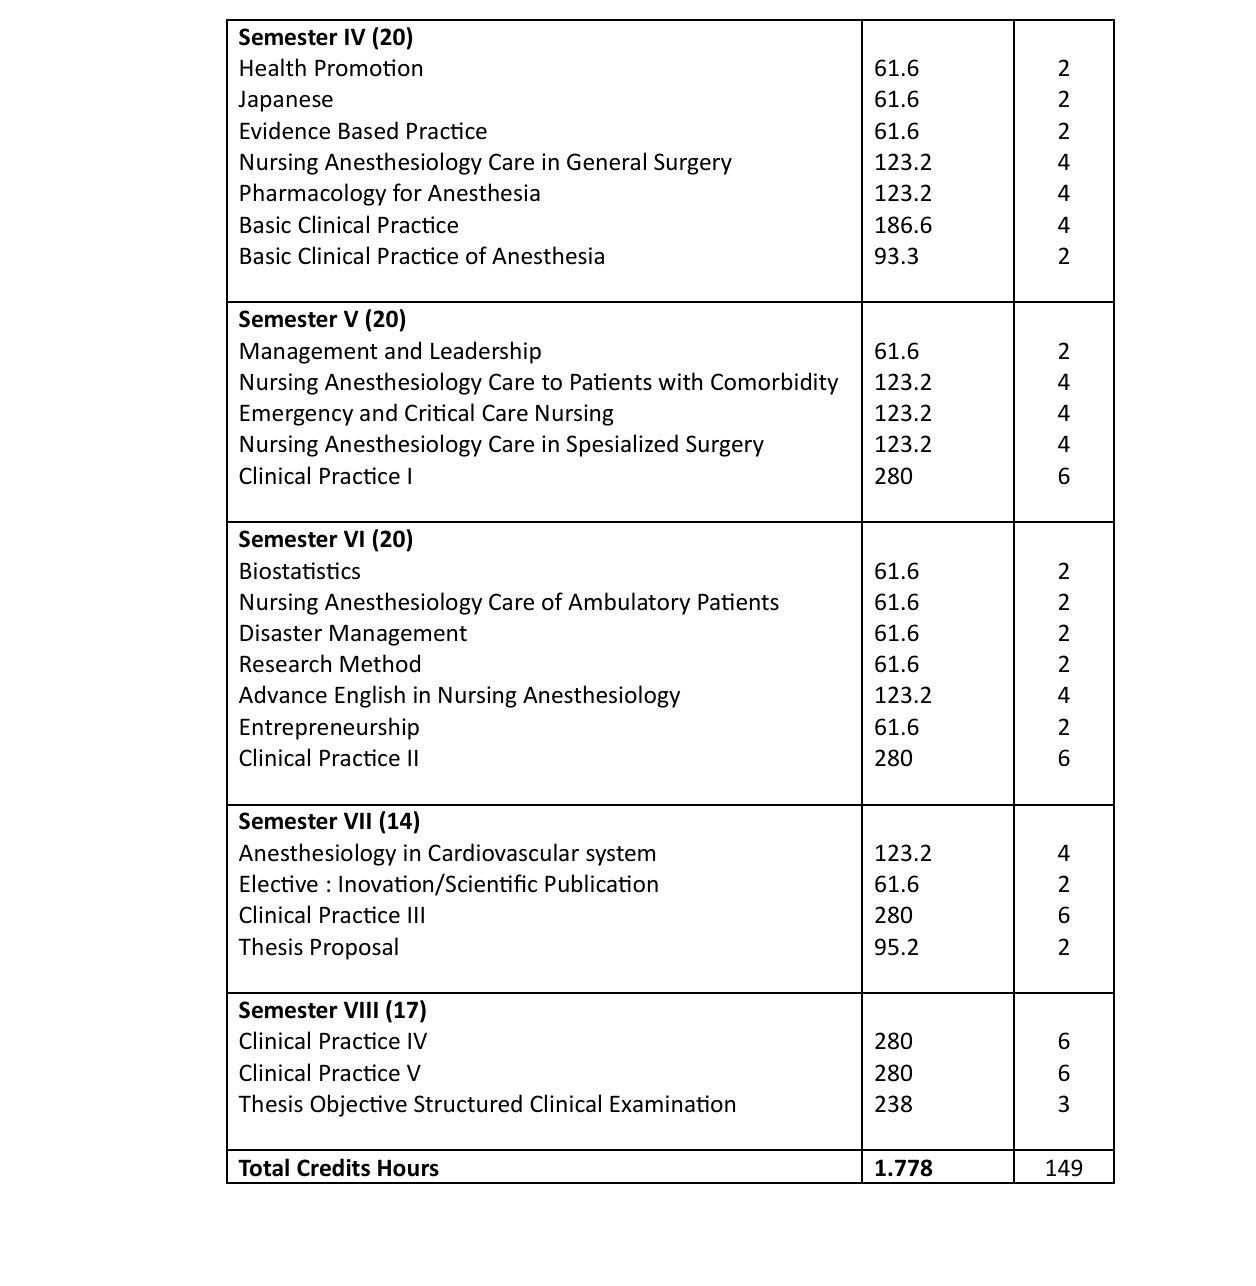 Semester IV (20)
Health Promotion 61.6 2
Japanese 61.6 2
Evidence Based Practice 61.6 2
Nursing Anesthesiology Care in General Surgery 123.2 4
Pharmacology for Anesthesia 123.2 4
Basic Clinical Practice 186.6 4
Basic Clinical Practice of Anesthesia 93.3 2
Semester V (20)
Management and Leadership 61.6 2
Nursing Anesthesiology Care to Patients with Comorbidity 123.2 4
Emergency and Critical Care Nursing 123.2 4
Nursing Anesthesiology Care in Spesialized Surgery 123.2 4
Clinical Practice I 280 6
Semester VI (20)
Biostatistics 61.6 2
Nursing Anesthesiology Care of Ambulatory Patients 61.6 2
Disaster Management 61.6 2
Research Method 61.6 2
Advance English in Nursing Anesthesiology 123.2 4
Entrepreneurship 61.6 2
Clinical Practice II 280 6
Semester VII (14)
Anesthesiology in Cardiovascular system 123.2 4
Elective : Inovation/Scientific Publication 61.6 2
Clinical Practice III 280 6
Thesis Proposal 95.2 2
Semester VIII (17)
Clinical Practice IV 280 6
Clinical Practice V 280 6
Thesis Objective Structured Clinical Examination 238 3
Total Credits Hours 1.778 149